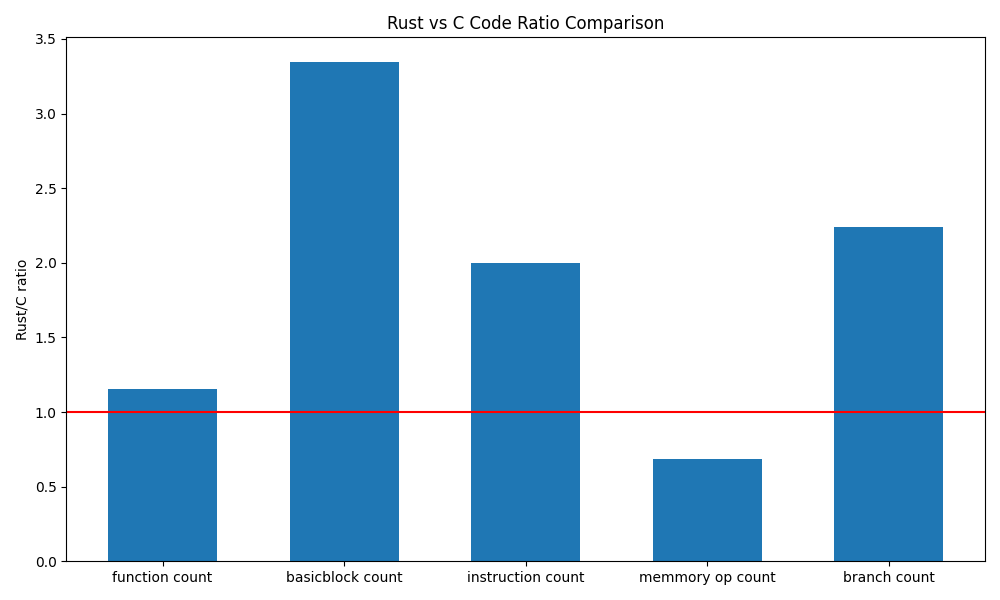 Rust vs C Code Ratio Comparison
3.5
3.0
2.5
2.0
1.5
1.0
0.5
0.0
Rust/C ratio
function count
basicblock count
instruction count
memmory op count
branch count